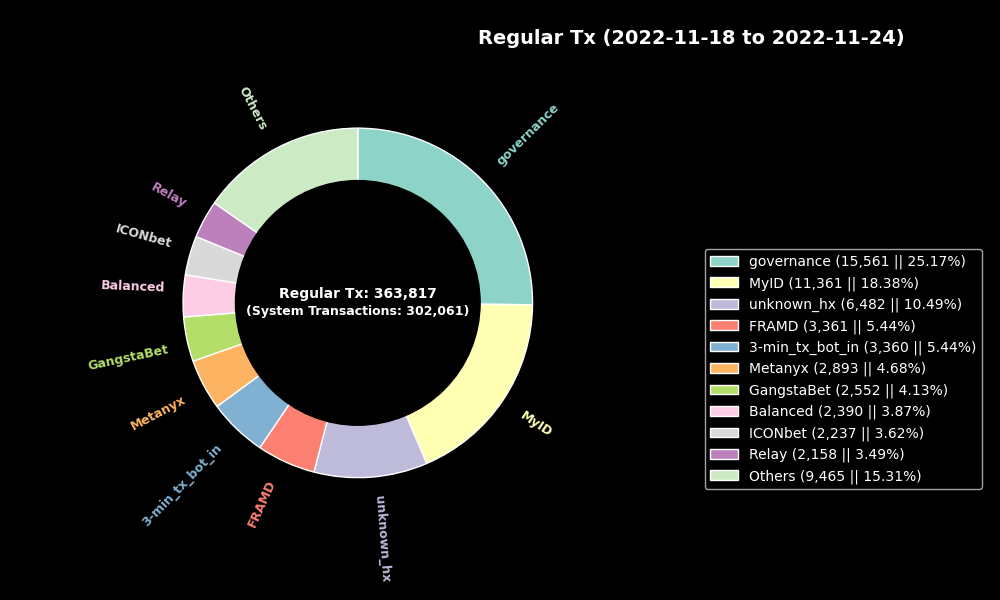 Regular Tx (2022-11-18 to 2022-11-24)
governance
Others
Relay
ICONbet
Balanced
GangstaBet
Metanyx
3-min_tx_bot_in
FRAMD
unknown_hx
MyID
Regular Tx: 363,817
(System Transactions: 302,061)
governance (15,561 || 25.17%)
MyID (11,361 || 18.38%)
unknown_hx (6,482 || 10.49%)
FRAMD (3,361 || 5.44%)
3-min_tx_bot_in (3,360 || 5.44%)
Metanyx (2,893 || 4.68%)
GangstaBet (2,552 || 4.13%)
Balanced (2,390 || 3.87%)
ICONbet (2,237 || 3.62%)
Relay (2,158 || 3.49%)
Others (9,465 || 15.31%)